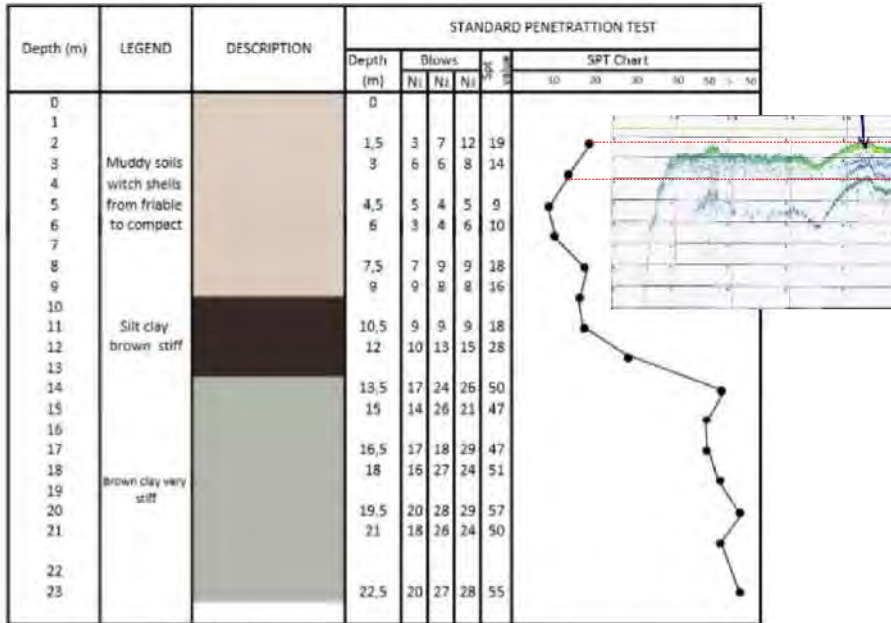 STANDARD PENETRATTION TEST
Depth (m) LEGEND DESCRIPTION
Depth (m) Blows Spt value SPT Chart
N1 N2 N3 10 20 30 40 50 > 50
0 0
1
2 1,5 3 7 12 19
3 Muddy soils 3 6 6 8 14
4 witch shells
5 from friable 4,5 5 4 5 9
6 to compact 6 3 4 6 10
7
8 7,5 7 9 9 18
9 9 9 8 8 16
10
11 Silt clay 10,5 9 9 9 18
12 brown stiff 12 10 13 15 28
13
14 13,5 17 24 26 50
15 15 14 26 21 47
16
17 16,5 17 18 29 47
18 Brown clay very 18 16 27 24 51
19 stiff
20 19,5 20 28 29 57
21 21 18 26 24 50
22
23 22,5 20 27 28 55